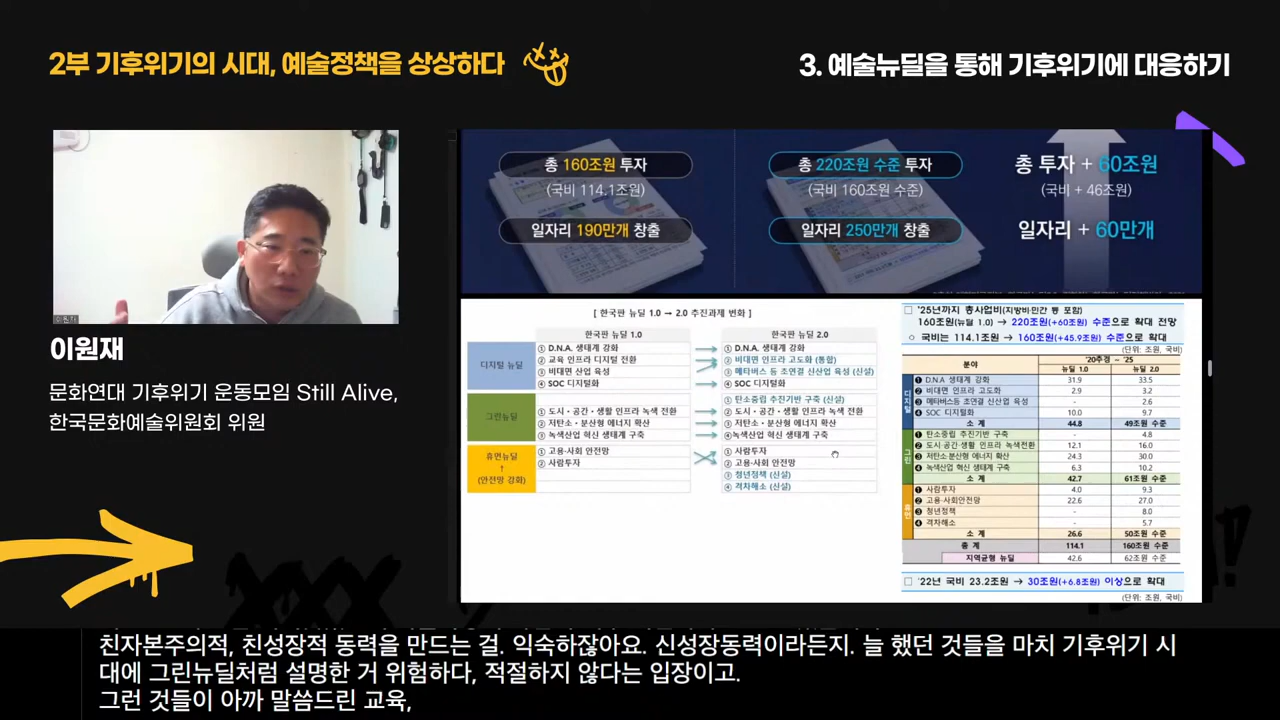 2부 기후위기의 시대, 예술정책을 상상하다
3. 예술뉴딜을 통해 기후위기에 대응하기
이원재
문화연대 기후위기 운동모임 Still Alive,
한국문화예술위원회 위원
총 160조원 투자
(국비 114.1조원)
일자리 190만개 창출
총 220조원 수준 투자
(국비 160조원 수준)
일자리 250만개 창출
총 투자 + 60조원
(국비 + 46조원)
일자리 + 60만개
[ 한국판 뉴딜 1.0 → 2.0 추진과제 변화 ]
한국판 뉴딜 1.0
한국판 뉴딜 2.0
디지털 뉴딜
① D.N.A. 생태계 강화
② 교육 인프라 디지털 전환
③ 비대면 산업 육성
④ SOC 디지털화
① D.N.A. 생태계 강화
② 비대면 인프라 고도화 (통합)
③ 메타버스 등 초연결 신산업 육성 (신설)
④ SOC 디지털화
그린뉴딜
① 도시·공간·생활 인프라 녹색 전환
② 저탄소·분산형 에너지 확산
③ 녹색산업 혁신 생태계 구축
① 탄소중립 추진기반 구축 (신설)
② 도시·공간·생활 인프라 녹색 전환
③ 저탄소·분산형 에너지 확산
④녹색산업 혁신 생태계 구축
휴먼뉴딜
↑
(안전망 강화)
① 고용·사회 안전망
② 사람투자
① 사람투자
② 고용·사회 안전망
③ 청년정책 (신설)
④ 격차해소 (신설)
□ '25년까지 총사업비(지방비·민간 등 포함)
160조원(뉴딜 1.0) → 220조원(+60조원) 수준으로 확대 전망
○ 국비는 114.1조원 → 160조원(+45.9조원) 수준으로 확대
(단위: 조원, 국비)
분야 '20추경 ~ '25
뉴딜 1.0 뉴딜 2.0
디지털
❶ D.N.A 생태계 강화 31.9 33.5
❷ 비대면 인프라 고도화 2.9 3.2
❸ 메타버스등 초연결 신산업 육성 - 2.6
❹ SOC 디지털화 10.0 9.7
소 계 44.8 49조원 수준
그린
❶ 탄소중립 추진기반 구축 - 4.8
❷ 도시·공간·생활 인프라 녹색전환 12.1 16.0
❸ 저탄소·분산형 에너지 확산 24.3 30.0
❹ 녹색산업 혁신 생태계 구축 6.3 10.2
소 계 42.7 61조원 수준
휴먼
❶ 사람투자 4.0 9.3
❷ 고용·사회안전망 22.6 27.0
❸ 청년정책 - 8.0
❹ 격차해소 - 5.7
소 계 26.6 50조원 수준
총 계 114.1 160조원 수준
지역균형 뉴딜 42.6 62조원 수준
□ '22년 국비 23.2조원 → 30조원(+6.8조원) 이상으로 확대
(단위: 조원, 국비)
친자본주의적, 친성장적 동력을 만드는 걸. 익숙하잖아요. 신성장동력이라든지. 늘 했던 것들을 마치 기후위기 시
대에 그린뉴딜처럼 설명한 거 위험하다, 적절하지 않다는 입장이고.
그런 것들이 아까 말씀드린 교육,